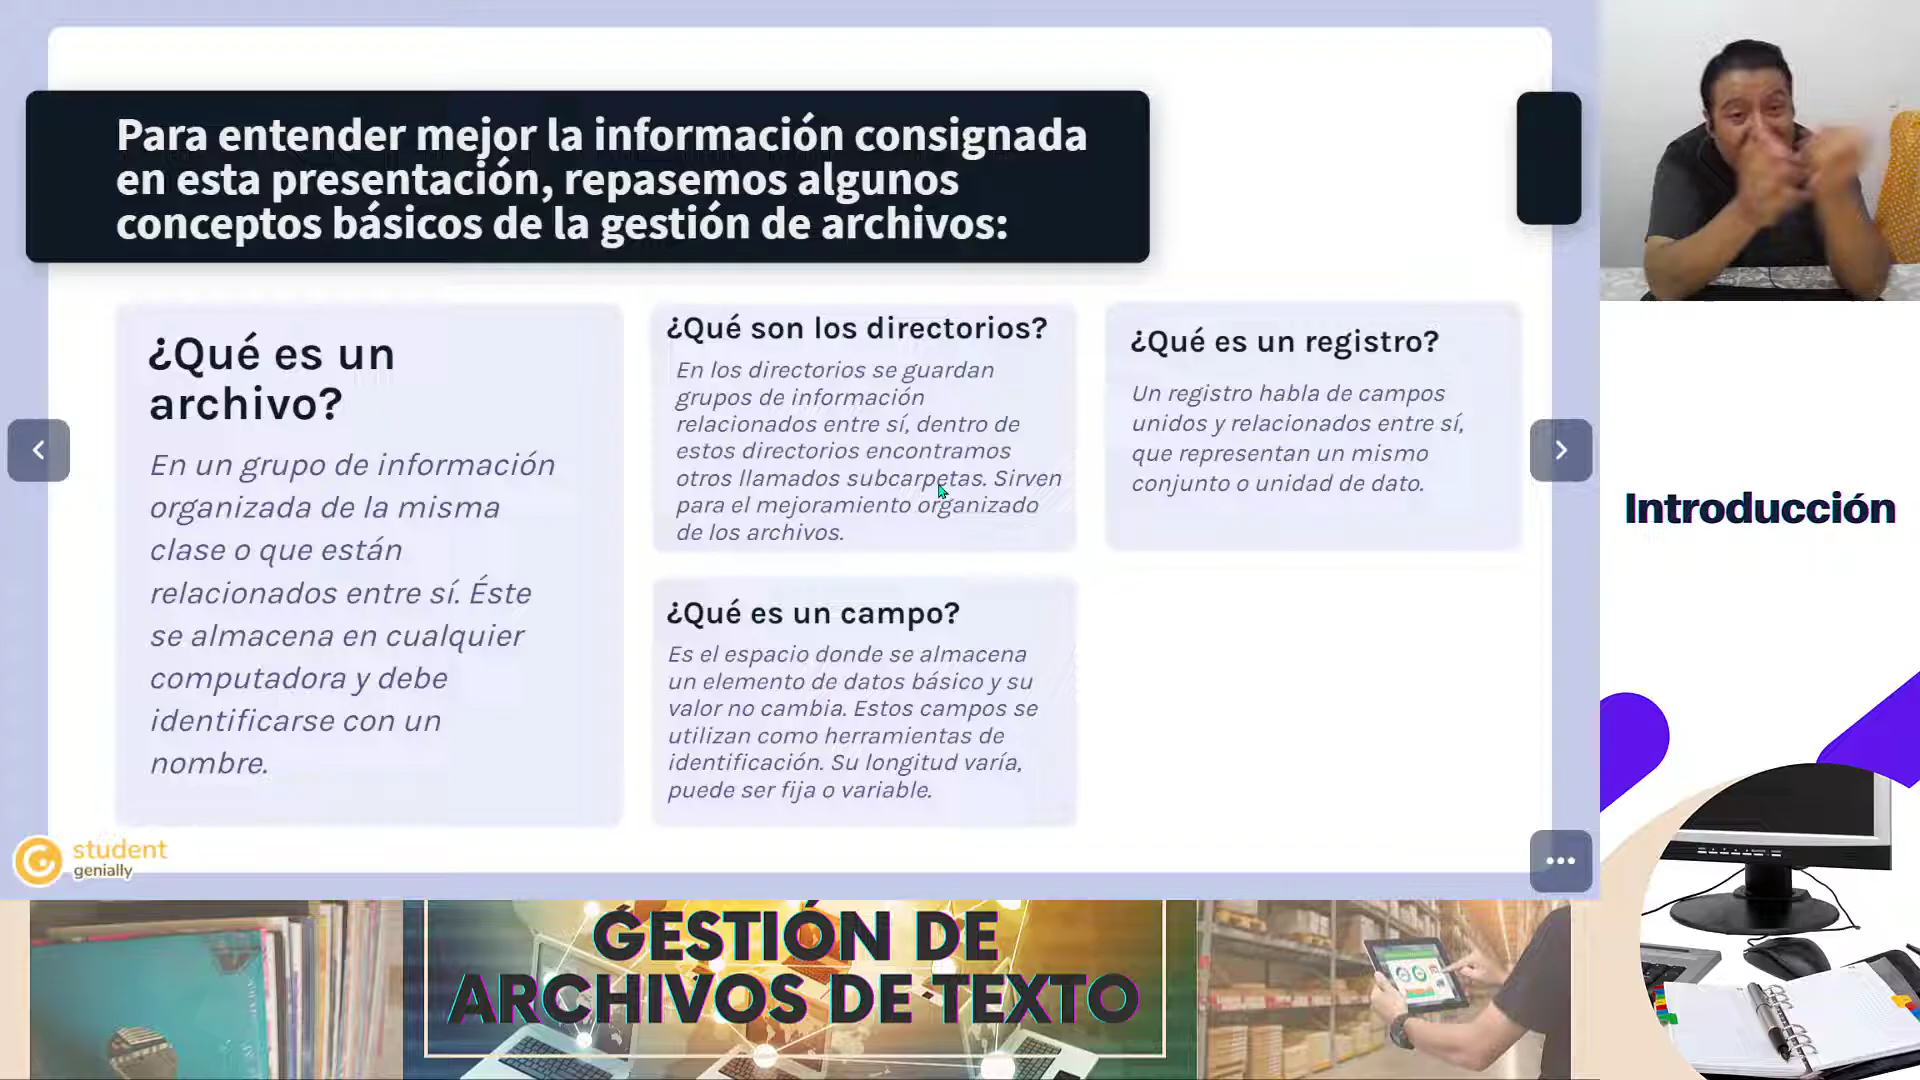 Para entender mejor la información consignada
en esta presentación, repasemos algunos
conceptos básicos de la gestión de archivos:
¿Qué es un
archivo?
En un grupo de información
organizada de la misma
clase o que están
relacionados entre sí. Éste
se almacena en cualquier
computadora y debe
identificarse con un
nombre.
¿Qué son los directorios?
En los directorios se guardan
grupos de información
relacionados entre sí, dentro de
estos directorios encontramos
otros llamados subcarpetas. Sirven
para el mejoramiento organizado
de los archivos.
¿Qué es un campo?
Es el espacio donde se almacena
un elemento de datos básico y su
valor no cambia. Estos campos se
utilizan como herramientas de
identificación. Su longitud varía,
puede ser fija o variable.
¿Qué es un registro?
Un registro habla de campos
unidos y relacionados entre sí,
que representan un mismo
conjunto o unidad de dato.
Introducción
student
genially
GESTIÓN DE
ARCHIVOS DE TEXTO